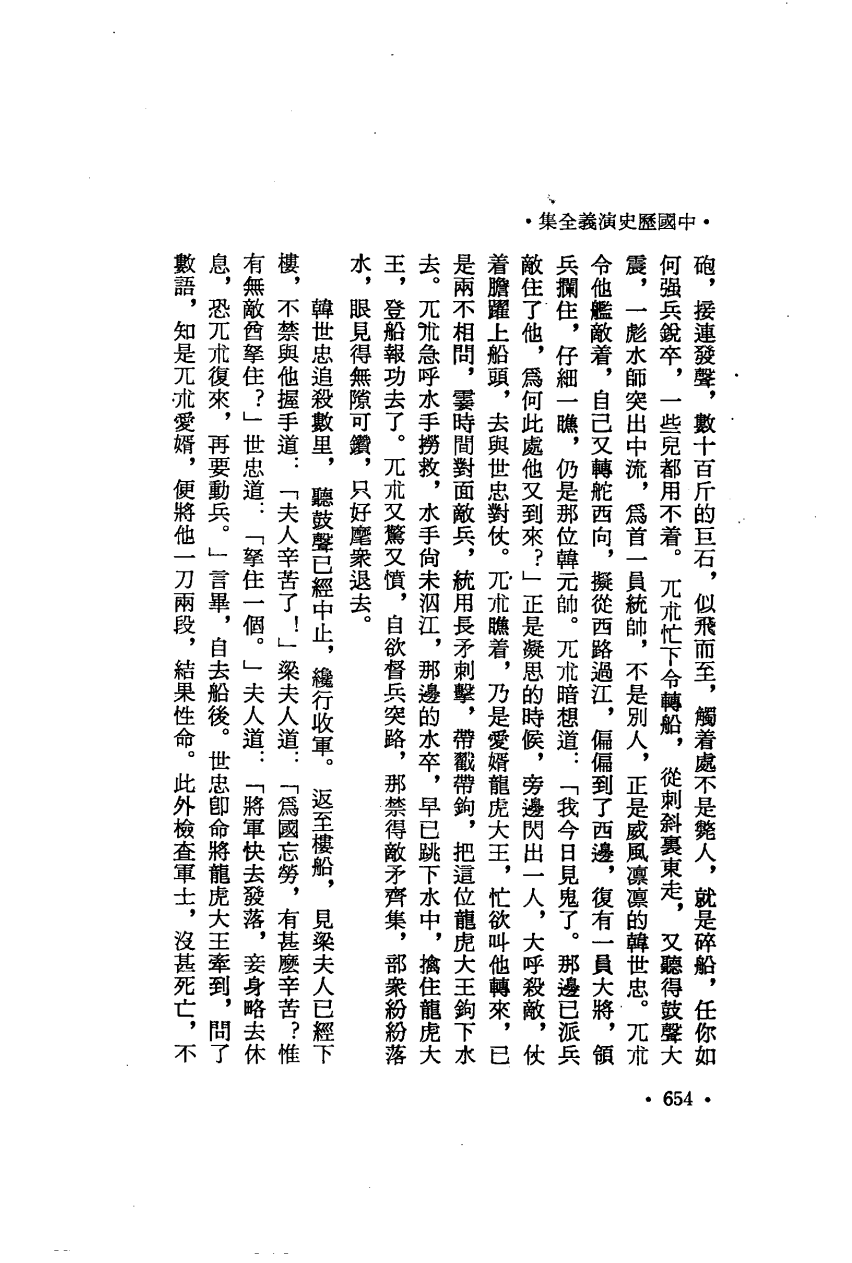 •中國歷史演義全集•
砲，接連發聲，數十百斤的巨石，似飛而至，觸着處不是斃人，就是碎船，任你如
何强兵銳卒，一些兒都用不着。兀朮忙下令轉船，從刺斜裏東走，又聽得鼓聲大
震，一彪水師突出中流，爲首一員統帥，不是別人，正是威風凛凛的韓世忠。兀朮
令他艦敵着，自己又轉舵西向，擬從西路過江，偏偏到了西邊，復有一員大將，領
兵攔住，仔細一瞧，仍是那位韓元帥。兀朮暗想道：「我今日見鬼了。那邊已派兵
敵住了他，爲何此處他又到來？」正是凝思的時候，旁邊閃出一人，大呼殺敵，仗
着膽躍上船頭，去與世忠對仗。兀朮瞧着，乃是愛婿龍虎大王，忙欲叫他轉來，已
是兩不相問，霎時間對面敵兵，統用長矛刺擊，帶戳帶鉤，把這位龍虎大王鉤下水
去。兀朮急呼水手撈救，水手尙未泅江，那邊的水卒，早已跳下水中，擒住龍虎大
王，登船報功去了。兀朮又驚又憤，自欲督兵突路，那禁得敵矛齊集，部衆紛紛落
水，眼見得無隙可鑽，只好麾衆退去。
韓世忠追殺數里，聽鼓聲已經中止，纔行收軍。返至樓船，見梁夫人已經下
樓，不禁與他握手道：「夫人辛苦了！」梁夫人道：「爲國忘勞，有甚麽辛苦？惟
有無敵酋拏住？」世忠道：「拏住一個。」夫人道：「將軍快去發落，妾身略去休
息，恐兀朮復來，再要動兵。」言畢，自去船後。世忠卽命將龍虎大王牽到，問了
數語，知是兀朮愛婿，便將他一刀兩段，結果性命。此外檢查軍士，沒甚死亡，不
•654•